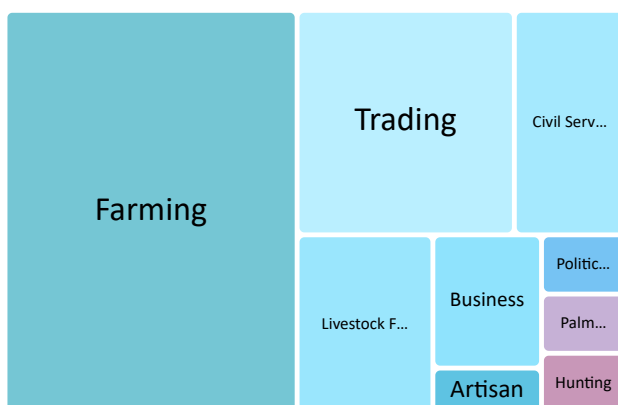 Farming
Trading
Civil Serv...
Livestock F...
Business
Artisan
Politic...
Palm...
Hunting